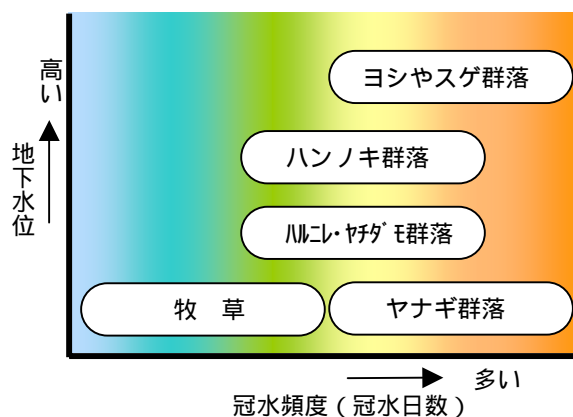 高い
地下水位
ヨシやスゲ群落
ハンノキ群落
ﾊﾙﾆﾚ・ﾔﾁﾀﾞﾓ群落
牧　草
ヤナギ群落
多い
冠水頻度（冠水日数）